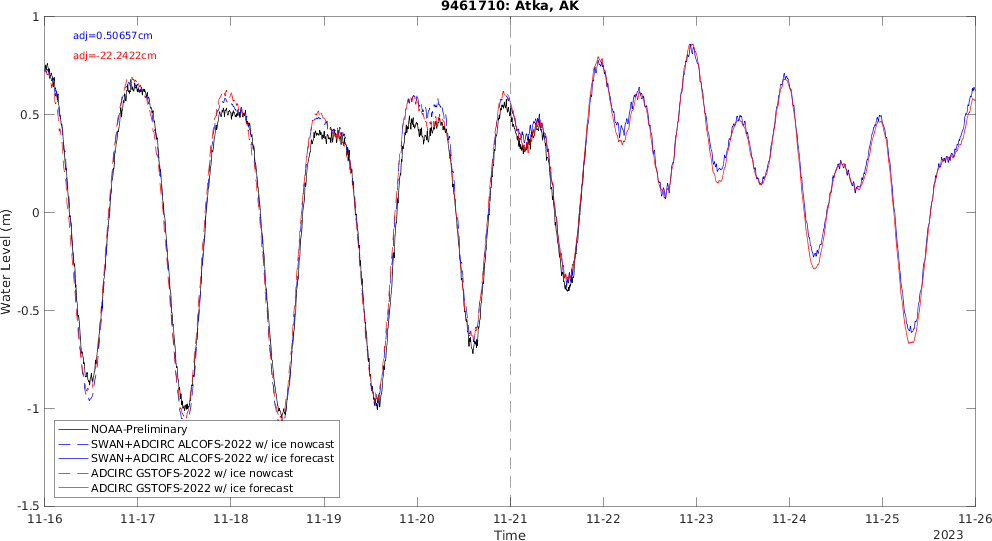 9461710: Atka, AK
adj=0.50657cm
adj=-22.2422cm
Water Level (m)
1
0.5
0
-0.5
-1
-1.5
NOAA-Preliminary
SWAN+ADCIRC ALCOFS-2022 w/ ice nowcast
SWAN+ADCIRC ALCOFS-2022 w/ ice forecast
ADCIRC GSTOFS-2022 w/ ice nowcast
ADCIRC GSTOFS-2022 w/ ice forecast
11-16 11-17 11-18 11-19 11-20 11-21 11-22 11-23 11-24 11-25 11-26
Time
2023